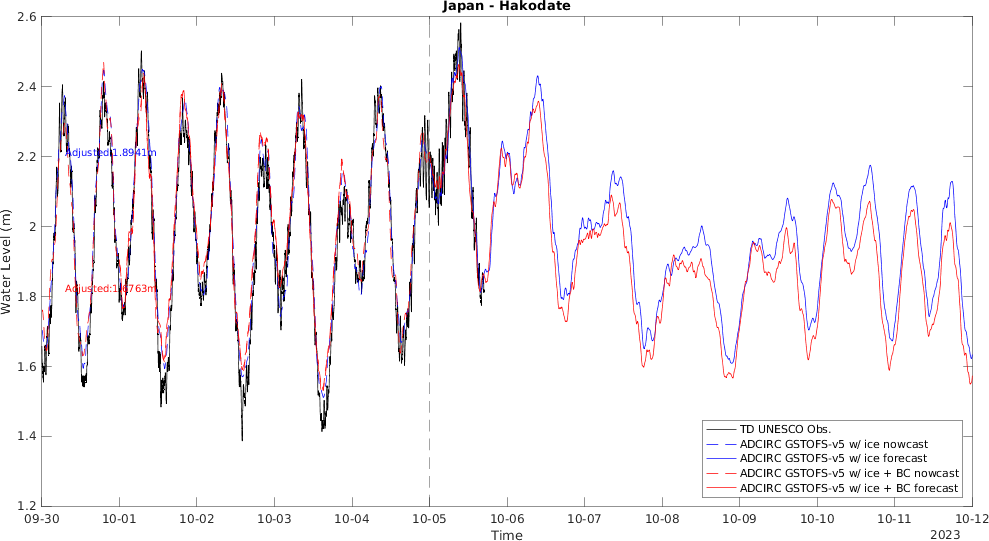 Japan - Hakodate
2.6
2.4
2.2
2
1.8
1.6
1.4
1.2
Water Level (m)
Adjusted:1.8941m
Adjusted:1.6763m
TD UNESCO Obs.
ADCIRC GSTOFS-v5 w/ ice nowcast
ADCIRC GSTOFS-v5 w/ ice forecast
ADCIRC GSTOFS-v5 w/ ice + BC nowcast
ADCIRC GSTOFS-v5 w/ ice + BC forecast
09-30 10-01 10-02 10-03 10-04 10-05 10-06 10-07 10-08 10-09 10-10 10-11 10-12
Time
2023